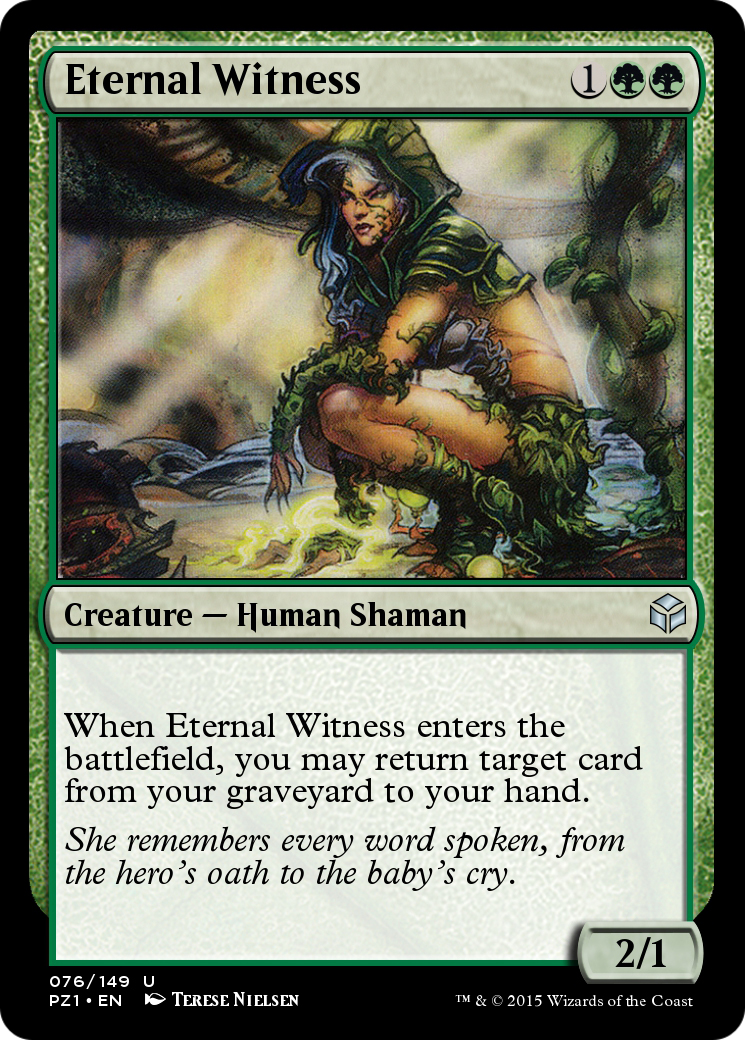 Eternal Witness 1
Creature — Human Shaman
When Eternal Witness enters the
battlefield, you may return target card
from your graveyard to your hand.
She remembers every word spoken, from
the hero's oath to the baby's cry.
2/1
076/149 U
PZ1 • EN Terese Nielsen
™ & © 2015 Wizards of the Coast